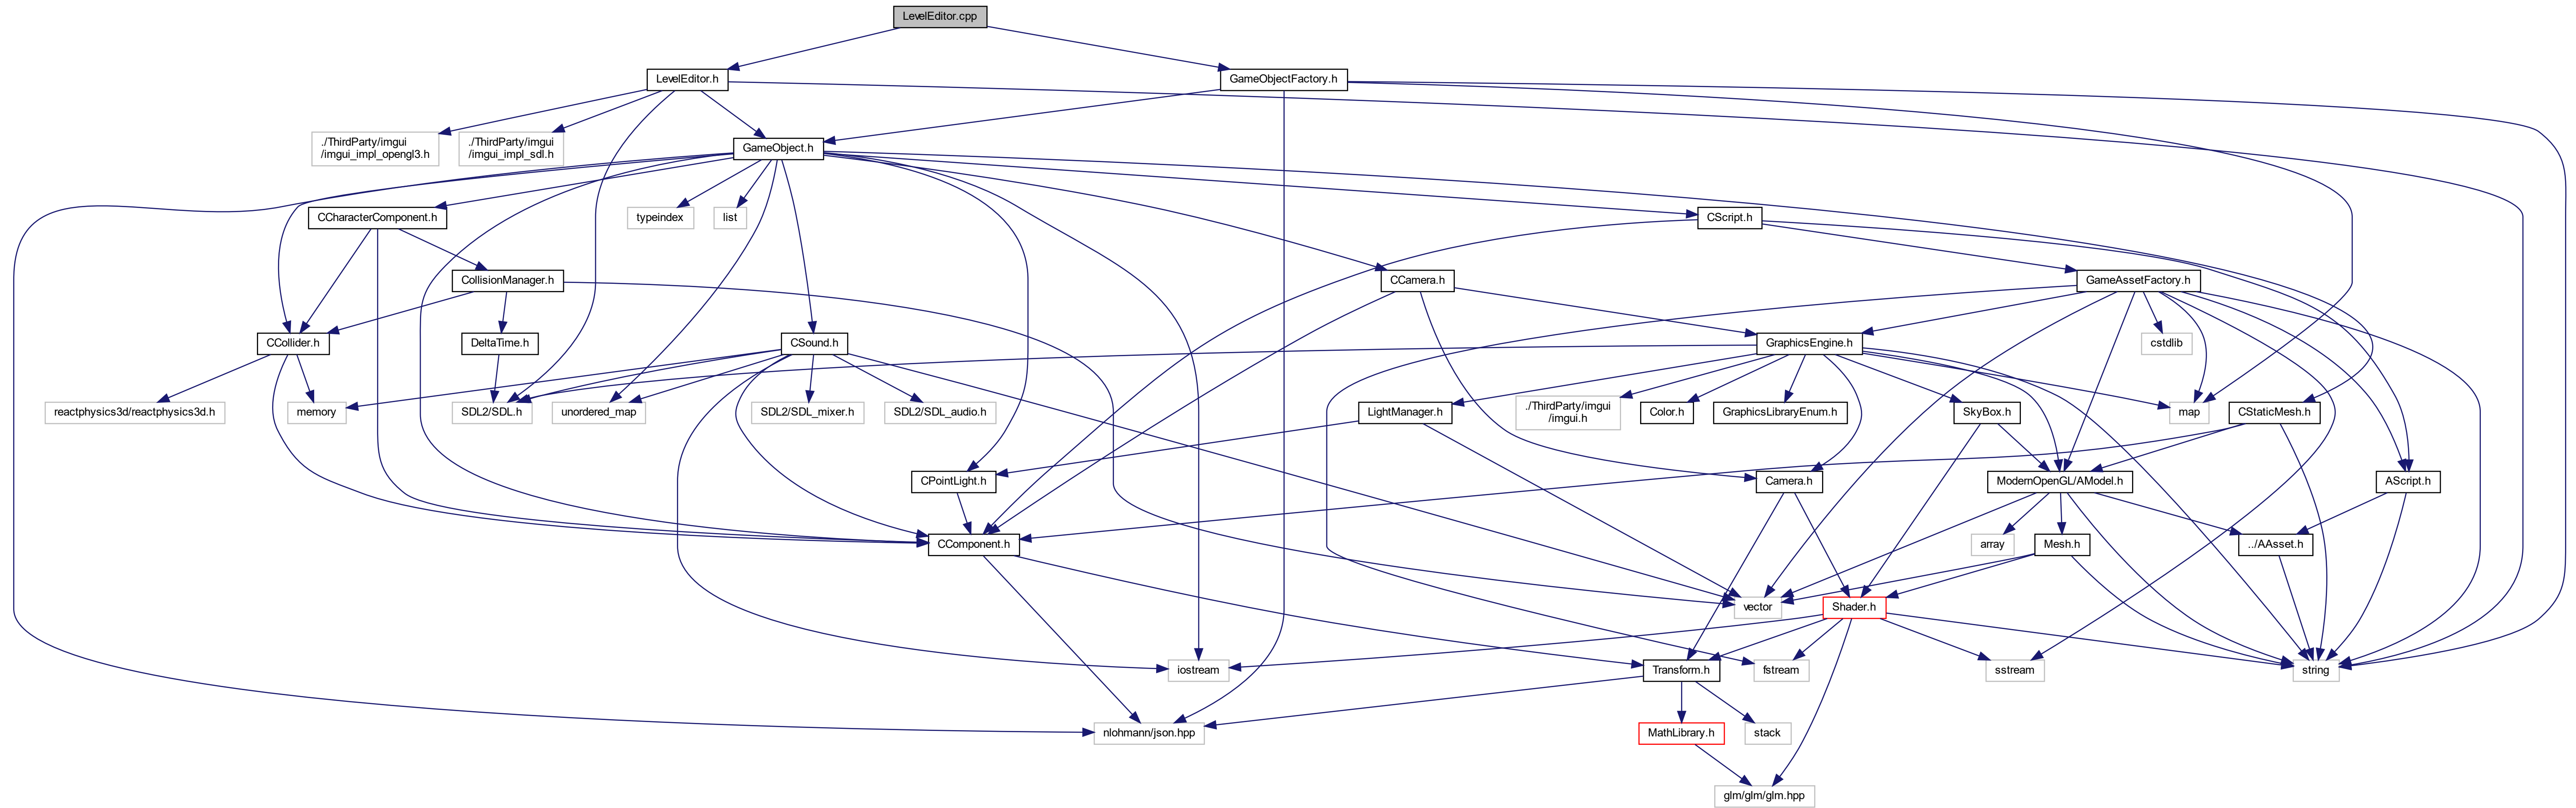 LevelEditor.cpp
LevelEditor.h
GameObjectFactory.h
./ThirdParty/imgui
/imgui_impl_opengl3.h
./ThirdParty/imgui
/imgui_impl_sdl.h
GameObject.h
CCharacterComponent.h
typeindex
list
CScript.h
CollisionManager.h
CCamera.h
GameAssetFactory.h
CCollider.h
DeltaTime.h
CSound.h
GraphicsEngine.h
cstdlib
reactphysics3d/reactphysics3d.h
memory
SDL2/SDL.h
unordered_map
SDL2/SDL_mixer.h
SDL2/SDL_audio.h
LightManager.h
./ThirdParty/imgui
/imgui.h
Color.h
GraphicsLibraryEnum.h
SkyBox.h
map
CStaticMesh.h
CPointLight.h
Camera.h
ModernOpenGL/AModel.h
AScript.h
CComponent.h
array
Mesh.h
../AAsset.h
vector
Shader.h
iostream
Transform.h
fstream
sstream
string
nlohmann/json.hpp
MathLibrary.h
stack
glm/glm/glm.hpp